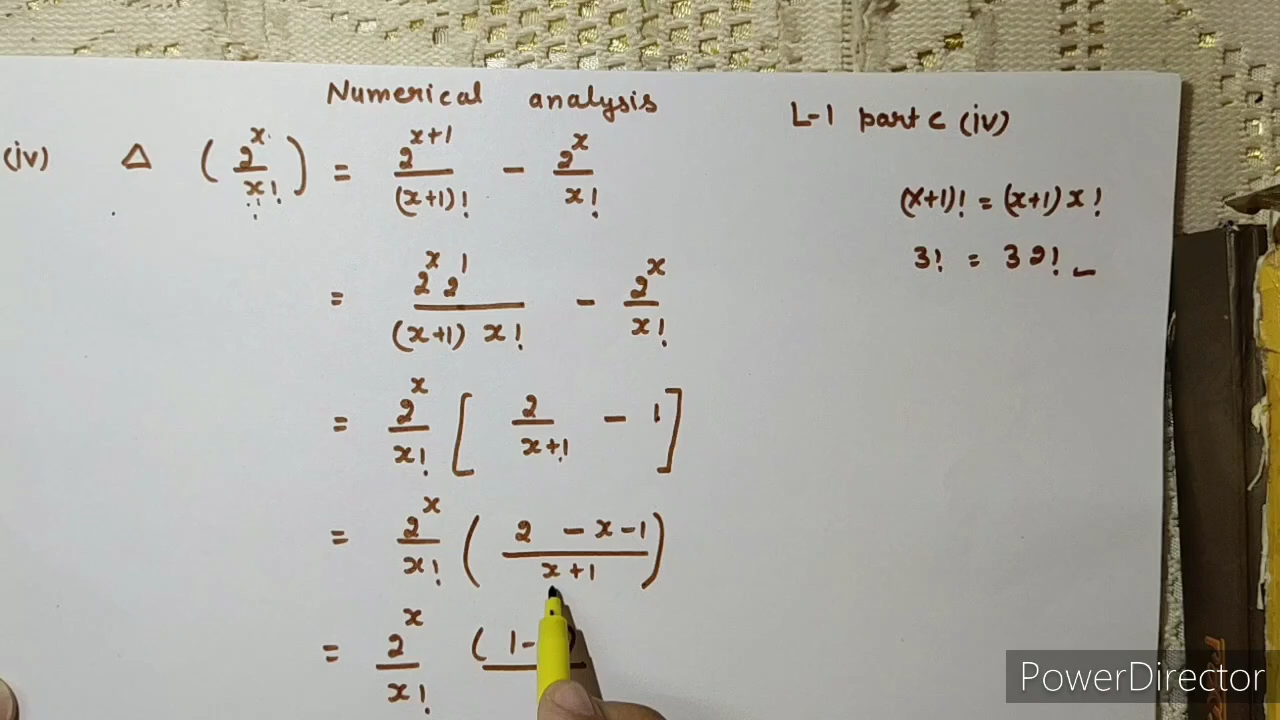 Numerical analysis
L-1 part c (iv)
(iv) Δ (2^x / x!) = 2^(x+1) / (x+1)! - 2^x / x!
(x+1)! = (x+1) x!
3! = 3 2!
= 2^x 2^1 / (x+1) x! - 2^x / x!
= 2^x / x! [ 2 / x+1 - 1 ]
= 2^x / x! ( 2 - x - 1 / x+1 )
= 2^x / x! ( 1 -
PowerDirector